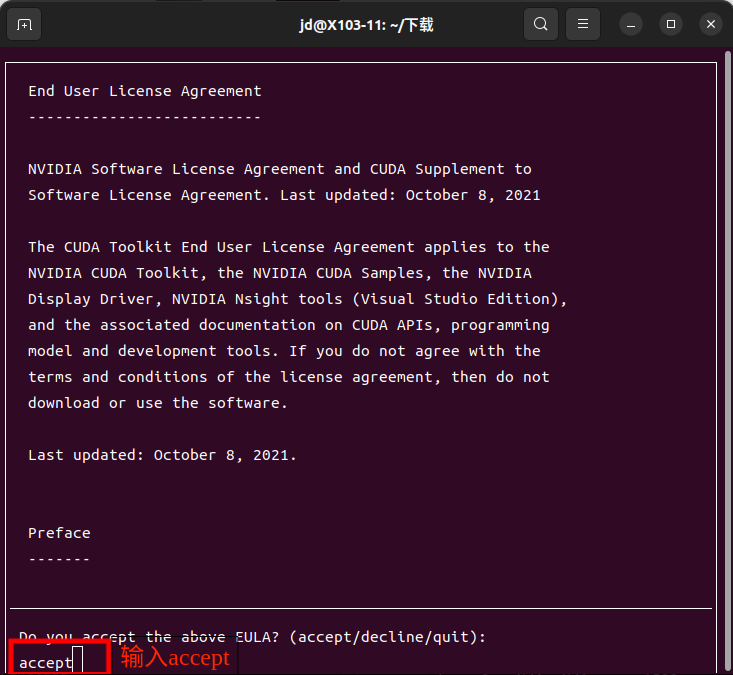 jd@X103-11: ~/下载
End User License Agreement
--------------------------
NVIDIA Software License Agreement and CUDA Supplement to
Software License Agreement. Last updated: October 8, 2021
The CUDA Toolkit End User License Agreement applies to the
NVIDIA CUDA Toolkit, the NVIDIA CUDA Samples, the NVIDIA
Display Driver, NVIDIA Nsight tools (Visual Studio Edition),
and the associated documentation on CUDA APIs, programming
model and development tools. If you do not agree with the
terms and conditions of the license agreement, then do not
download or use the software.
Last updated: October 8, 2021.
Preface
-------
Do you accept the above EULA? (accept/decline/quit):
accept 输入accept